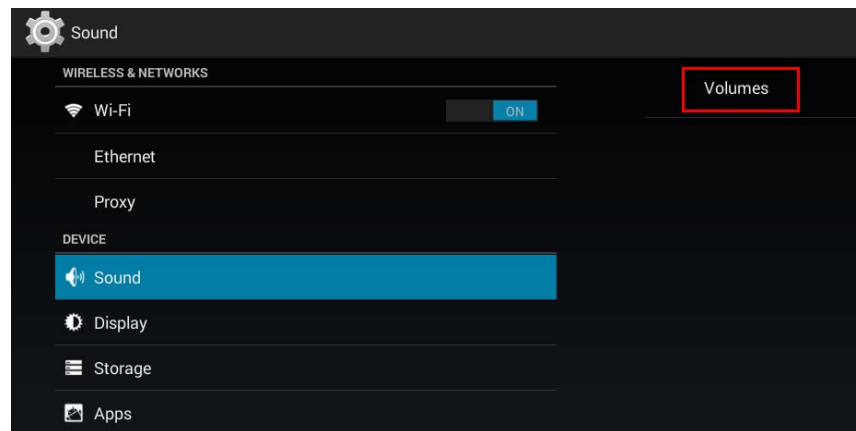 Sound
WIRELESS & NETWORKS
Wi-Fi
ON
Ethernet
Proxy
DEVICE
Sound
Display
Storage
Apps
Volumes